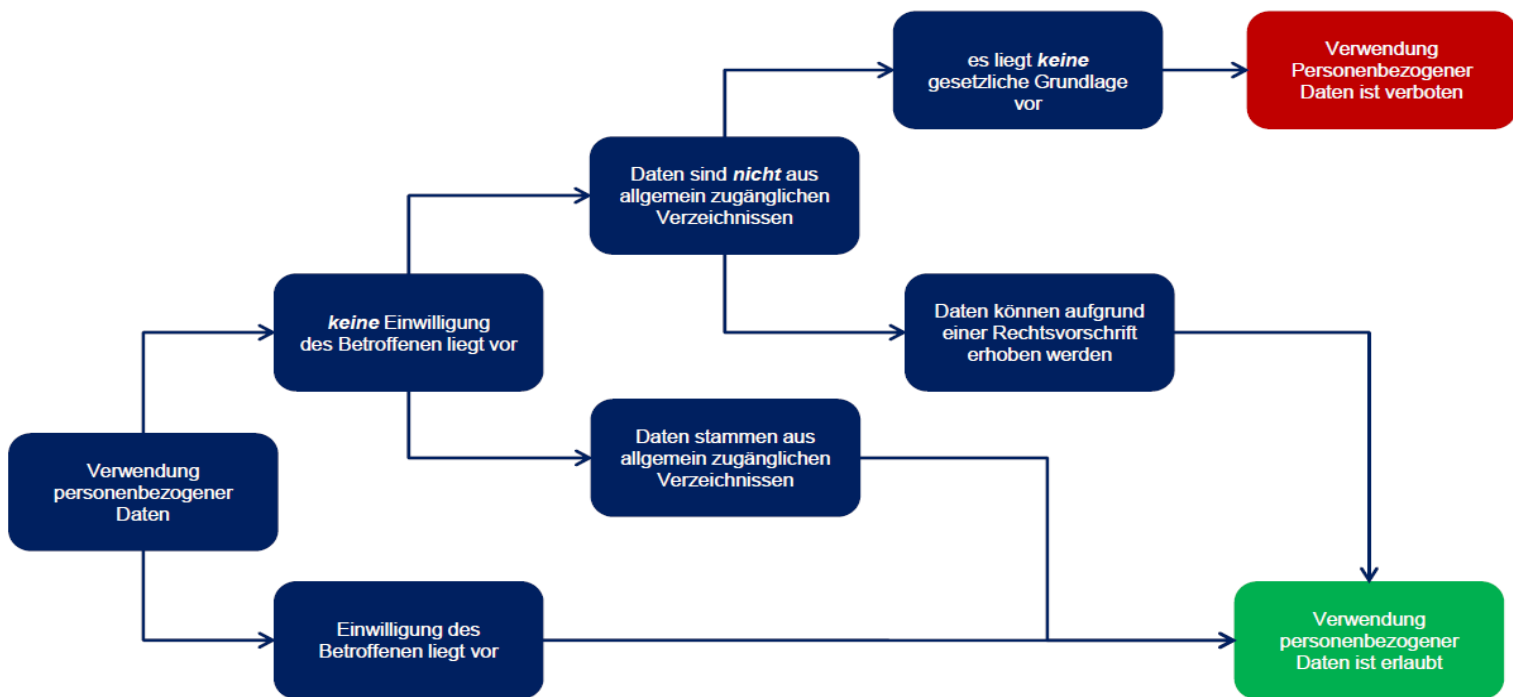 es liegt keine
gesetzliche Grundlage
vor
Verwendung
Personenbezogener
Daten ist verboten
Daten sind nicht aus
allgemein zugänglichen
Verzeichnissen
keine Einwilligung
des Betroffenen liegt vor
Daten können aufgrund
einer Rechtsvorschrift
erhoben werden
Verwendung
personenbezogener
Daten
Daten stammen aus
allgemein zugänglichen
Verzeichnissen
Einwilligung des
Betroffenen liegt vor
Verwendung
personenbezogener
Daten ist erlaubt